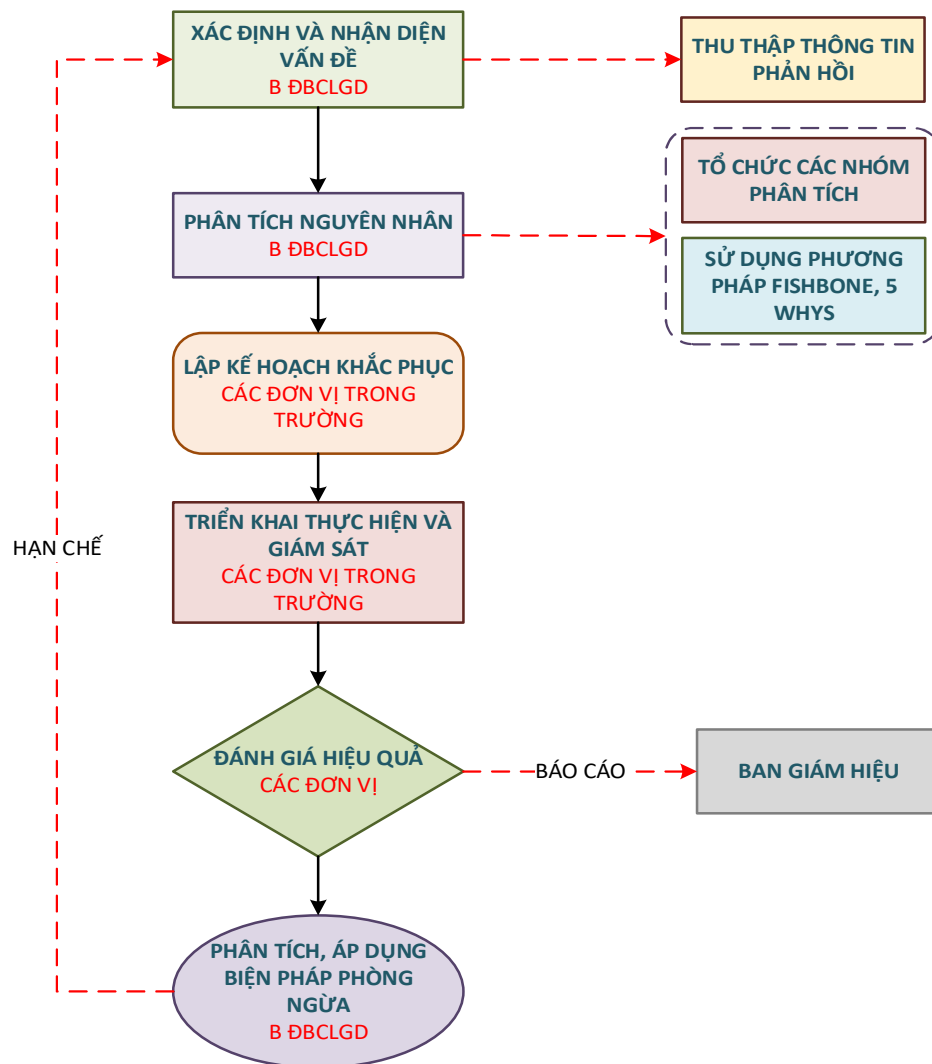 XÁC ĐỊNH VÀ NHẬN DIỆN
VẤN ĐỀ
B ĐBCLGD
THU THẬP THÔNG TIN
PHẢN HỒI
TỔ CHỨC CÁC NHÓM
PHÂN TÍCH
PHÂN TÍCH NGUYÊN NHÂN
B ĐBCLGD
SỬ DỤNG PHƯƠNG
PHÁP FISHBONE, 5
WHYS
LẬP KẾ HOẠCH KHẮC PHỤC
CÁC ĐƠN VỊ TRONG
TRƯỜNG
TRIỂN KHAI THỰC HIỆN VÀ
GIÁM SÁT
CÁC ĐƠN VỊ TRONG
TRƯỜNG
HẠN CHẾ
ĐÁNH GIÁ HIỆU QUẢ
CÁC ĐƠN VỊ
BÁO CÁO
BAN GIÁM HIỆU
PHÂN TÍCH, ÁP DỤNG
BIỆN PHÁP PHÒNG
NGỪA
B ĐBCLGD